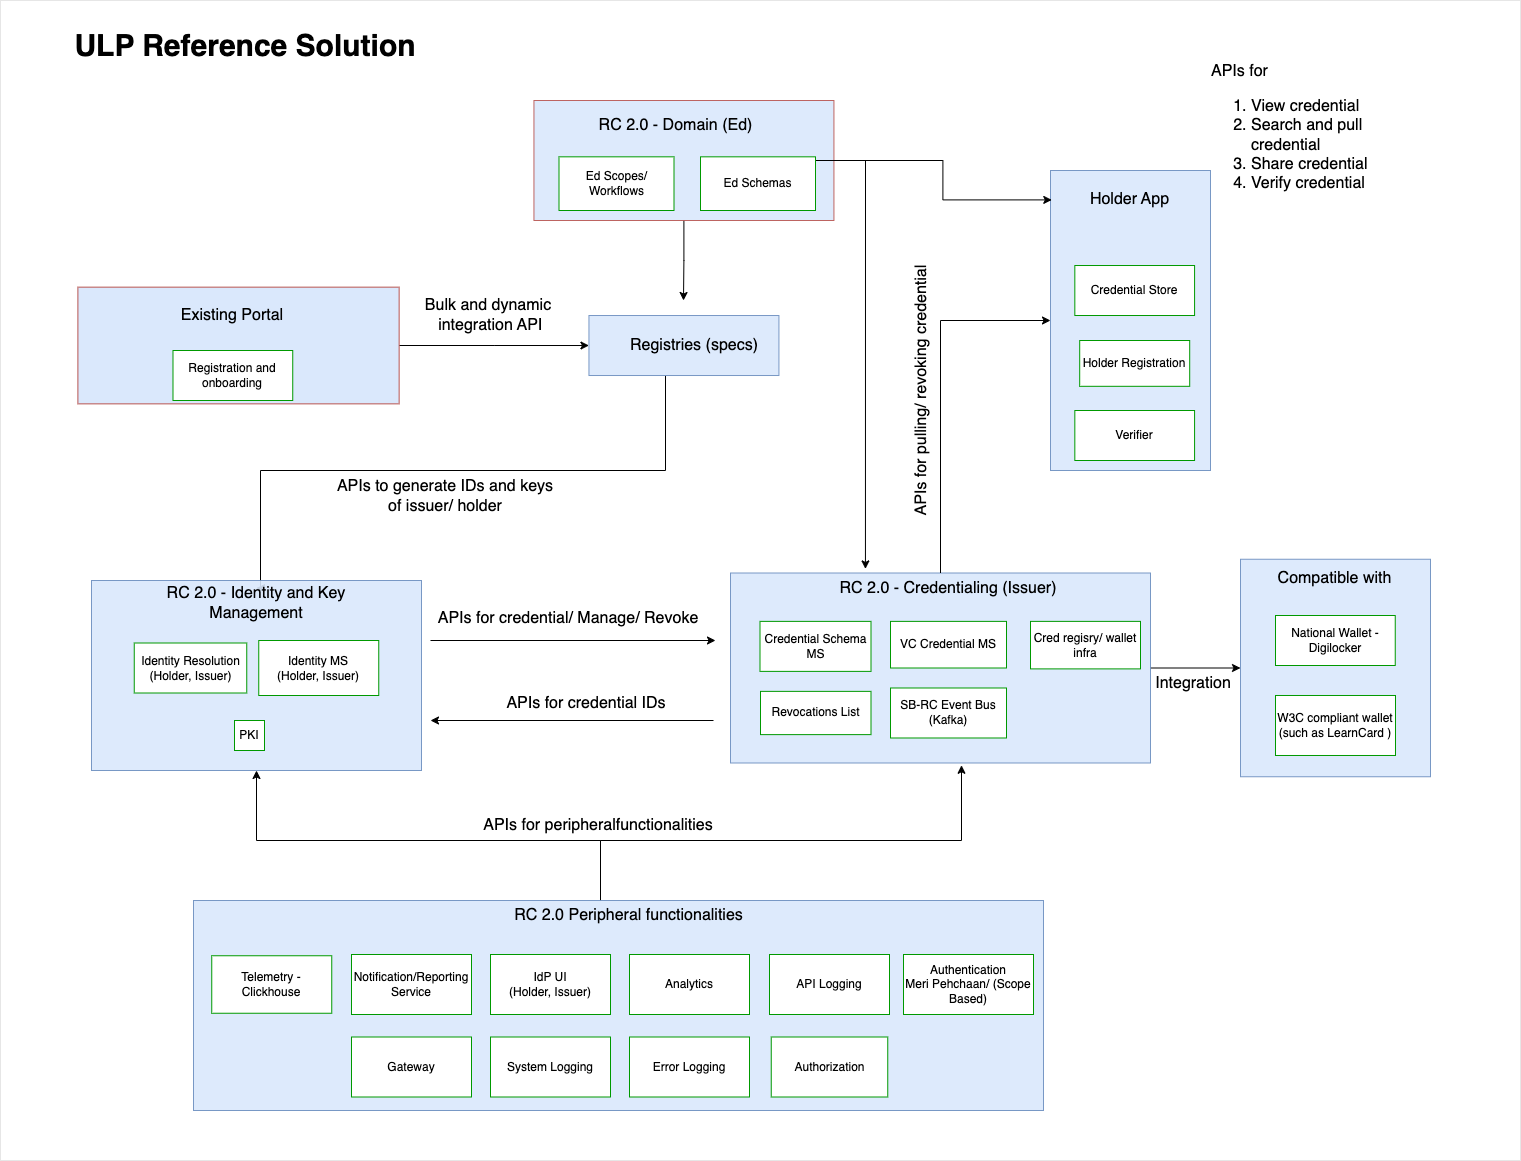 ULP Reference Solution
APIs for
1. View credential
2. Search and pull
credential
3. Share credential
4. Verify credential
RC 2.0 - Domain (Ed)
Ed Scopes/
Workflows
Ed Schemas
Holder App
Credential Store
Holder Registration
Verifier
Existing Portal
Registration and
onboarding
Bulk and dynamic
integration API
Registries (specs)
APIs for pulling/ revoking credential
APIs to generate IDs and keys
of issuer/ holder
RC 2.0 - Identity and Key
Management
Identity Resolution
(Holder, Issuer)
Identity MS
(Holder, Issuer)
PKI
APIs for credential/ Manage/ Revoke
APIs for credential IDs
RC 2.0 - Credentialing (Issuer)
Credential Schema
MS
VC Credential MS
Cred regisry/ wallet
infra
Revocations List
SB-RC Event Bus
(Kafka)
Integration
Compatible with
National Wallet -
Digilocker
W3C compliant wallet
(such as LearnCard )
APIs for peripheralfunctionalities
RC 2.0 Peripheral functionalities
Telemetry -
Clickhouse
Notification/Reporting
Service
IdP UI
(Holder, Issuer)
Analytics
API Logging
Authentication
Meri Pehchaan/ (Scope
Based)
Gateway
System Logging
Error Logging
Authorization